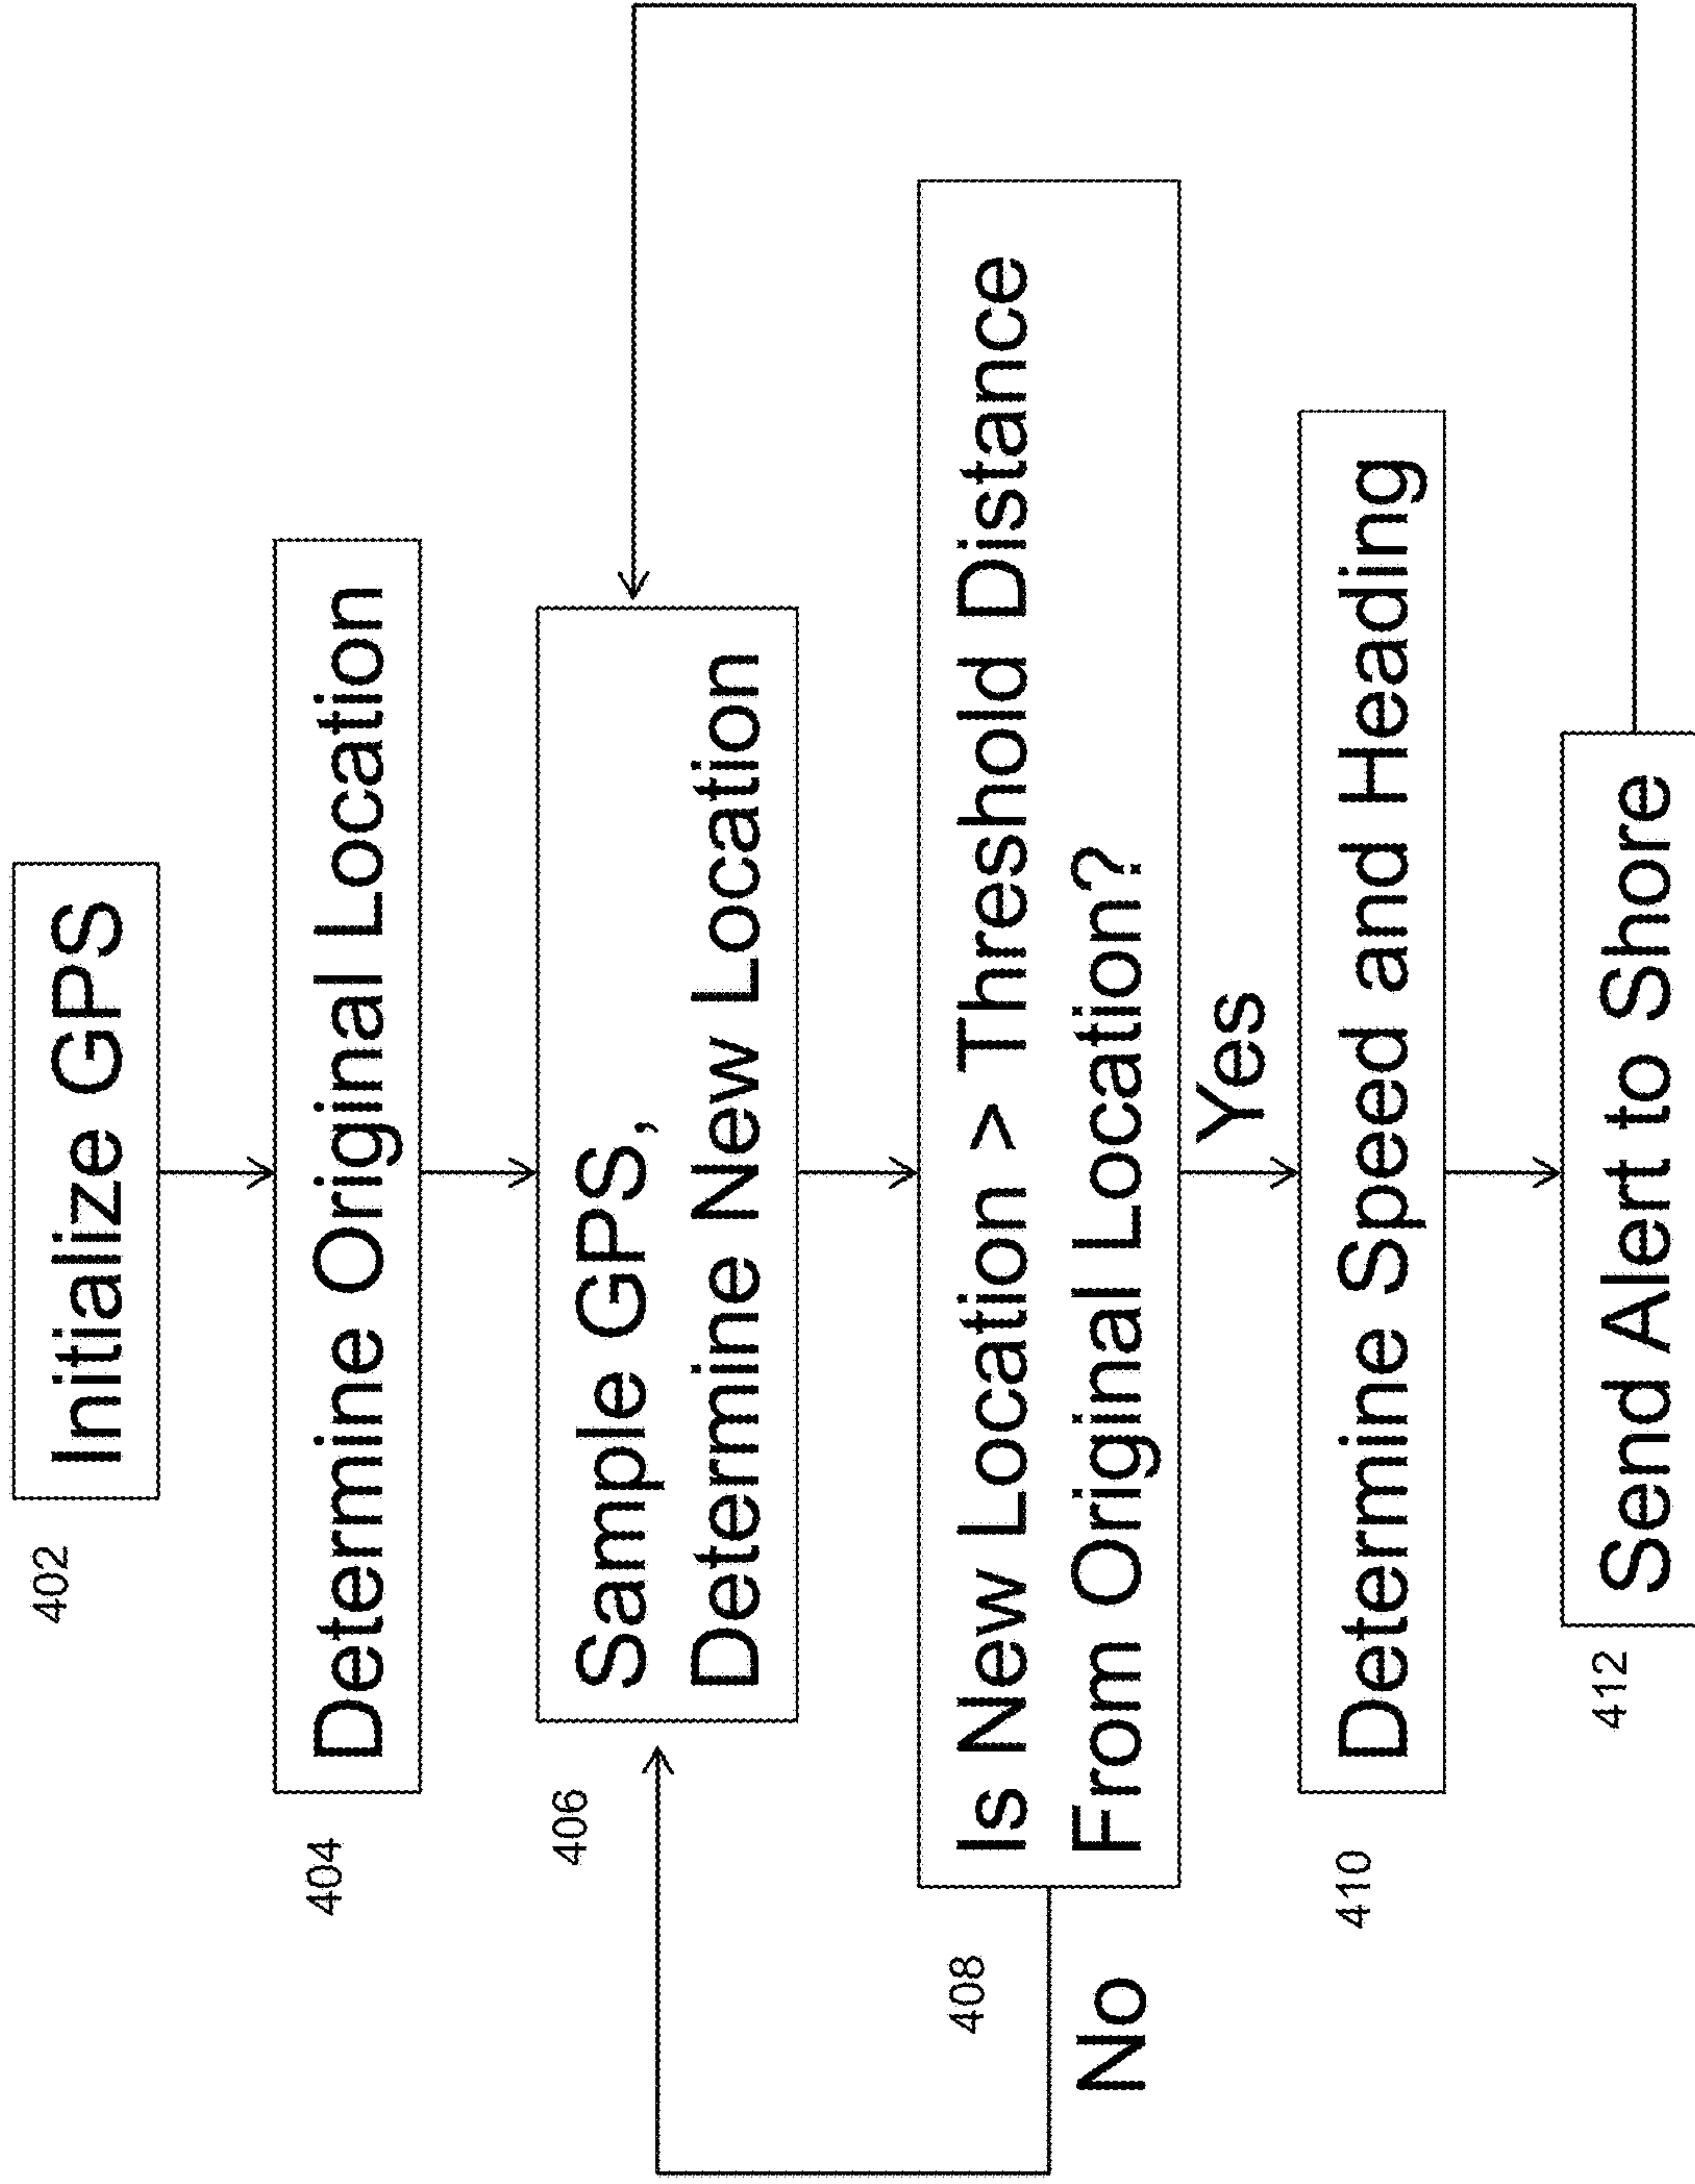 402
Initialize GPS
404
Determine Original Location
406
Sample GPS,
Determine New Location
408
Is New Location > Threshold Distance
From Original Location?
No
Yes
410
Determine Speed and Heading
412
Send Alert to Shore